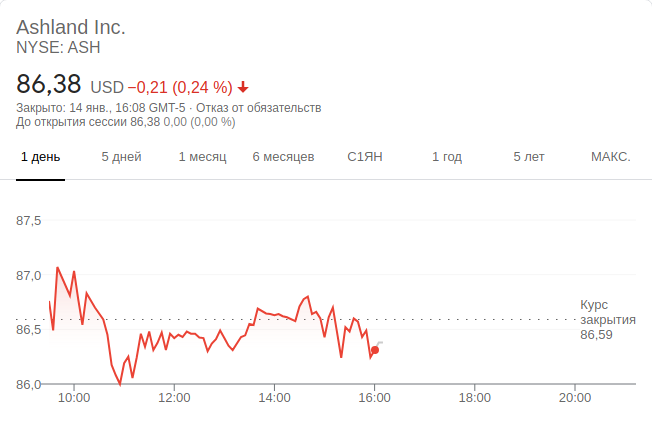 Ashland Inc.
NYSE: ASH
86,38 USD −0,21 (0,24 %)
Закрыто: 14 янв., 16:08 GMT-5 · Отказ от обязательств
До открытия сессии 86,38 0,00 (0,00 %)
1 день 5 дней 1 месяц 6 месяцев С1ЯН 1 год 5 лет МАКС.
87,5
87,0
86,5
86,0
Курс
закрытия
86,59
10:00 12:00 14:00 16:00 18:00 20:00